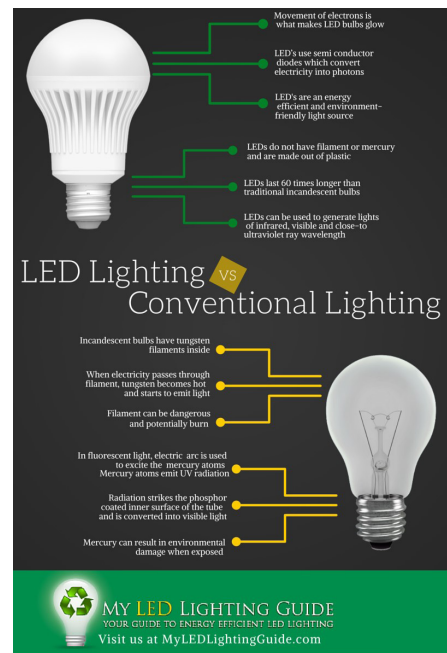 Movement of electrons is
what makes LED bulbs glow
LED's use semi conductor
diodes which convert
electricity into photons
LED's are an energy
efficient and environment-
friendly light source
LEDs do not have filament or mercury
and are made out of plastic
LEDs last 60 times longer than
traditional incandescent bulbs
LEDs can be used to generate lights
of infrared, visible and close-to
ultraviolet ray wavelength
LED Lighting VS
Conventional Lighting
Incandescent bulbs have tungsten
filaments inside
When electricity passes through
filament, tungsten becomes hot
and starts to emit light
Filament can be dangerous
and potentially burn
In fluorescent light, electric arc is used
to excite the mercury atoms
Mercury atoms emit UV radiation
Radiation strikes the phosphor
coated inner surface of the tube
and is converted into visible light
Mercury can result in environmental
damage when exposed
MY LED LIGHTING GUIDE
YOUR GUIDE TO ENERGY EFFICIENT LED LIGHTING
Visit us at MyLEDLightingGuide.com